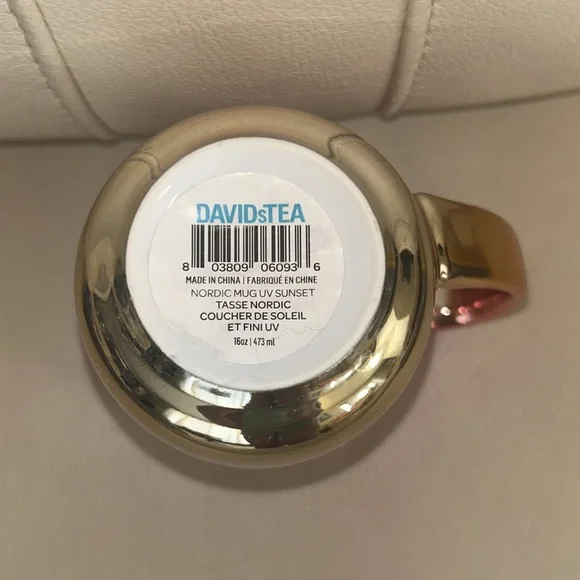 DAVIDsTEA
8 03809 06093 6
MADE IN CHINA | FABRIQUÉ EN CHINE
NORDIC MUG UV SUNSET
TASSE NORDIC
COUCHER DE SOLEIL
ET FINI UV
16oz | 473 ml